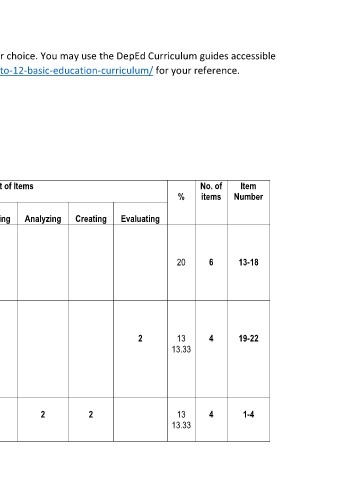 r choice. You may use the DepEd Curriculum guides accessible
to-12-basic-education-curriculum/ for your reference.
t of Items
% No. of items Item Number
ing Analyzing Creating Evaluating
20 6 13-18
2 13 13.33 4 19-22
2 2 13 13.33 4 1-4